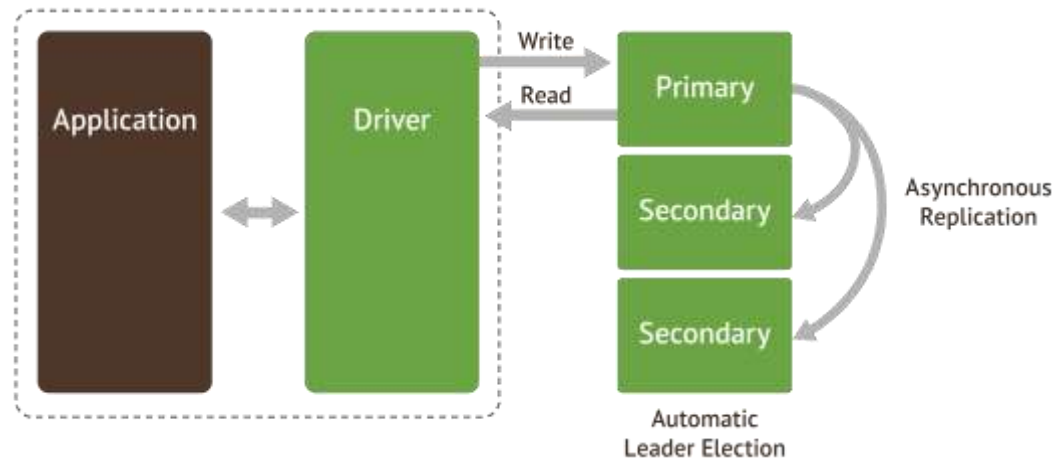 Application
Driver
Write
Read
Primary
Secondary
Secondary
Asynchronous
Replication
Automatic
Leader Election